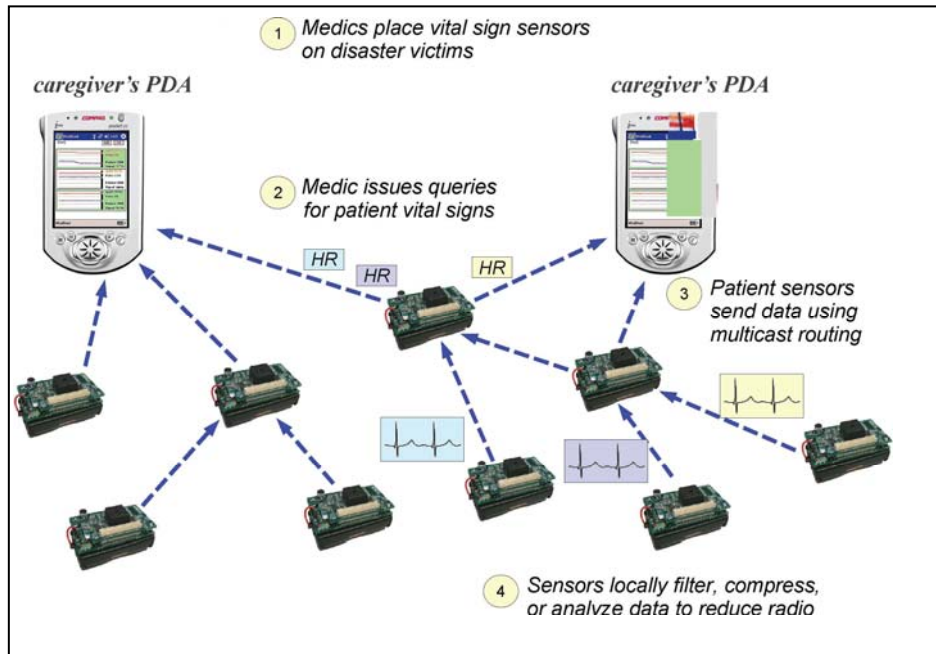 1 Medics place vital sign sensors
on disaster victims
caregiver's PDA
caregiver's PDA
COMPAQ
2 Medic issues queries
for patient vital signs
HR
HR
HR
3 Patient sensors
send data using
multicast routing
4 Sensors locally filter, compress,
or analyze data to reduce radio